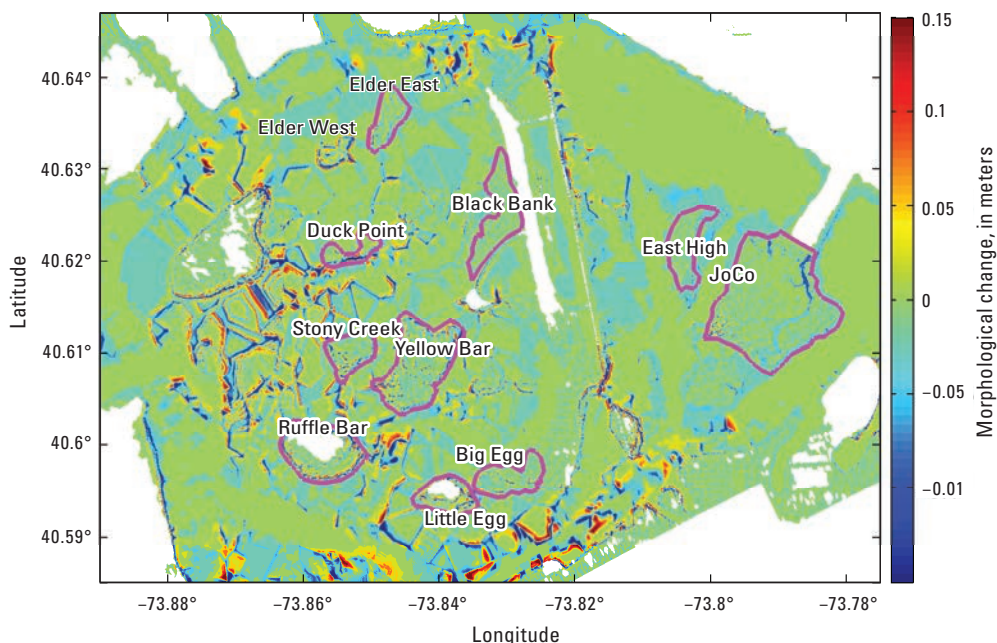 0.15
40.64°
Elder East
0.10
Elder West
40.63°
Black Bank
0.05
Duck Point
East High
40.62°
JoCo
0
Stony Creek
40.61°
Yellow Bar
−0.05
Ruffle Bar
40.6°
Big Egg
−0.01
Little Egg
40.59°
−73.88 −73.86 −73.84 −73.82 −73.8 −73.78
Longitude
Latitude
Morphological change, in meters